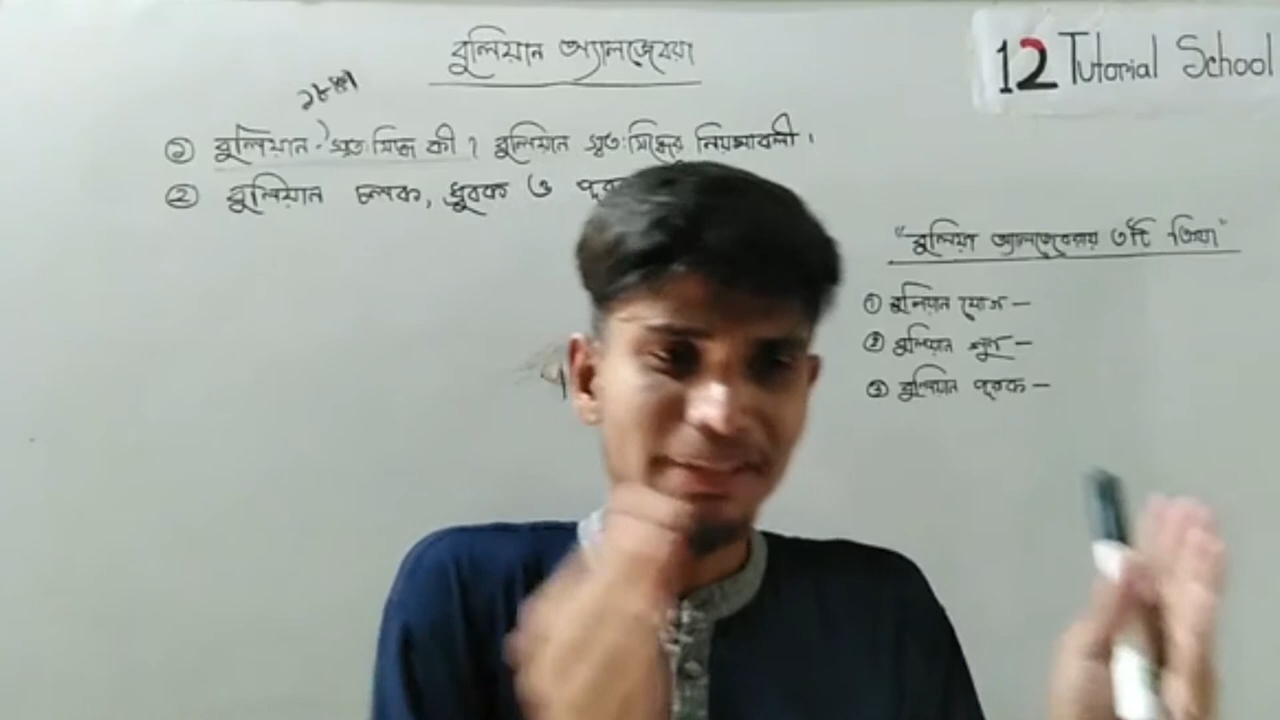 বুলিয়ান অ্যালজেবরা
12 Tutorial School
① বুলিয়ান স্বতঃসিদ্ধ কী? বুলিয়ান স্বতঃসিদ্ধের নিয়মাবলী।
② বুলিয়ান চলক, ধ্রুবক ও
"বুলিয়া অ্যালজেবরায় ৩টি ক্রিয়া"
① বুলিয়ান যোগ —
② বুলিয়ান গুণ —
③ বুলিয়ান পূরক —